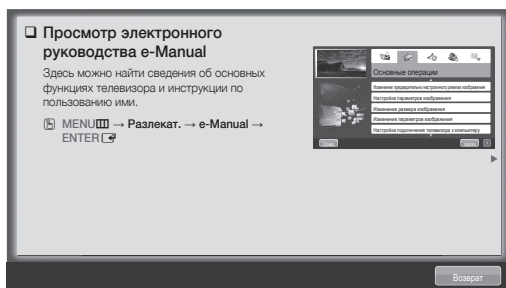 ❑ Просмотр электронного
руководства e-Manual
Здесь можно найти сведения об основных
функциях телевизора и инструкции по
пользованию ими.
MENU → Разлекат. → e-Manual →
ENTER
Основные операции
Изменение предварительно настроенного режима изображения
Настройка параметров изображения
Изменение размера изображения
Изменение параметров изображения
Настройка подключения телевизора к компьютеру
Возврат